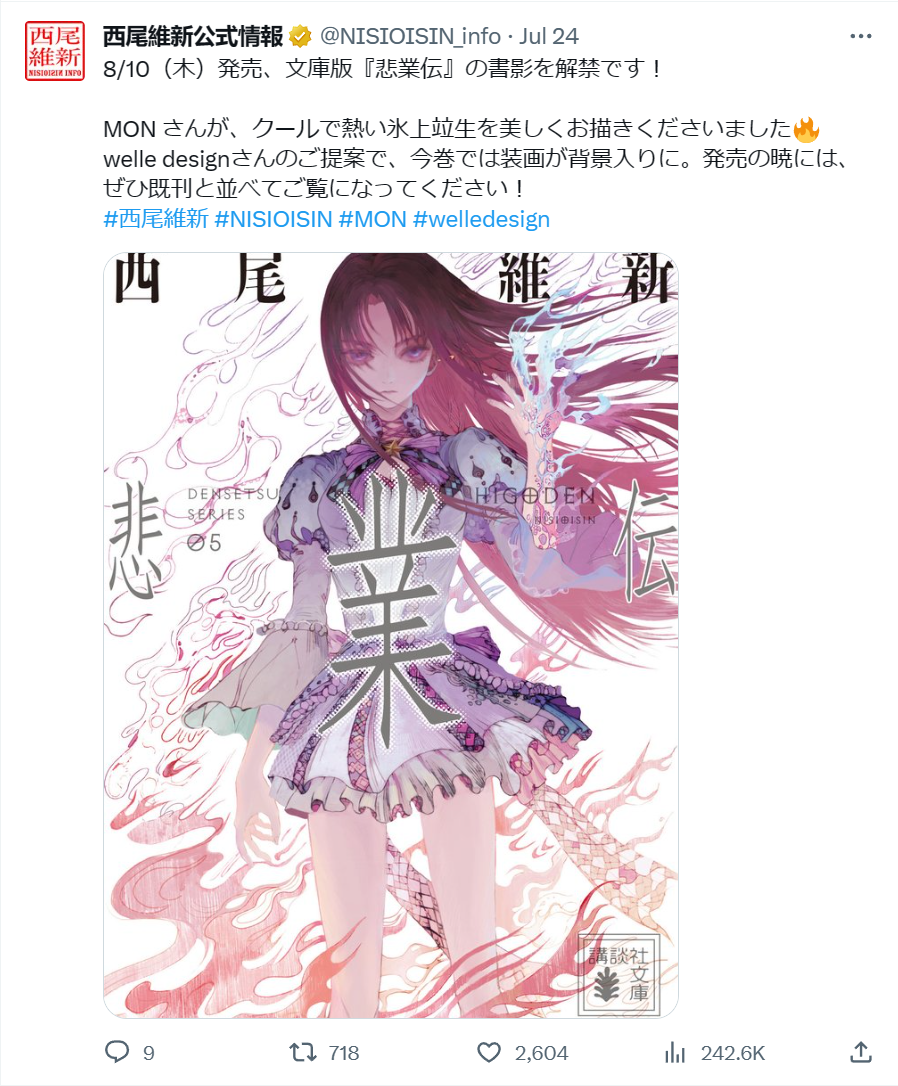 西尾維新公式情報 @NISIOISIN_info · Jul 24
西尾
維新
NISIOISIN INFO
8/10（木）発売、文庫版『悲業伝』の書影を解禁です！
MON さんが、クールで熱い氷上竝生を美しくお描きくださいました🔥
welle designさんのご提案で、今巻では装画が背景入りに。発売の暁には、
ぜひ既刊と並べてご覧になってください！
#西尾維新 #NISIOISIN #MON #welledesign
西尾維新
悲業伝
DENSETSU
SERIES
05
HIGODEN
NISIOISIN
講談社
文庫
9 718 2,604 242.6K